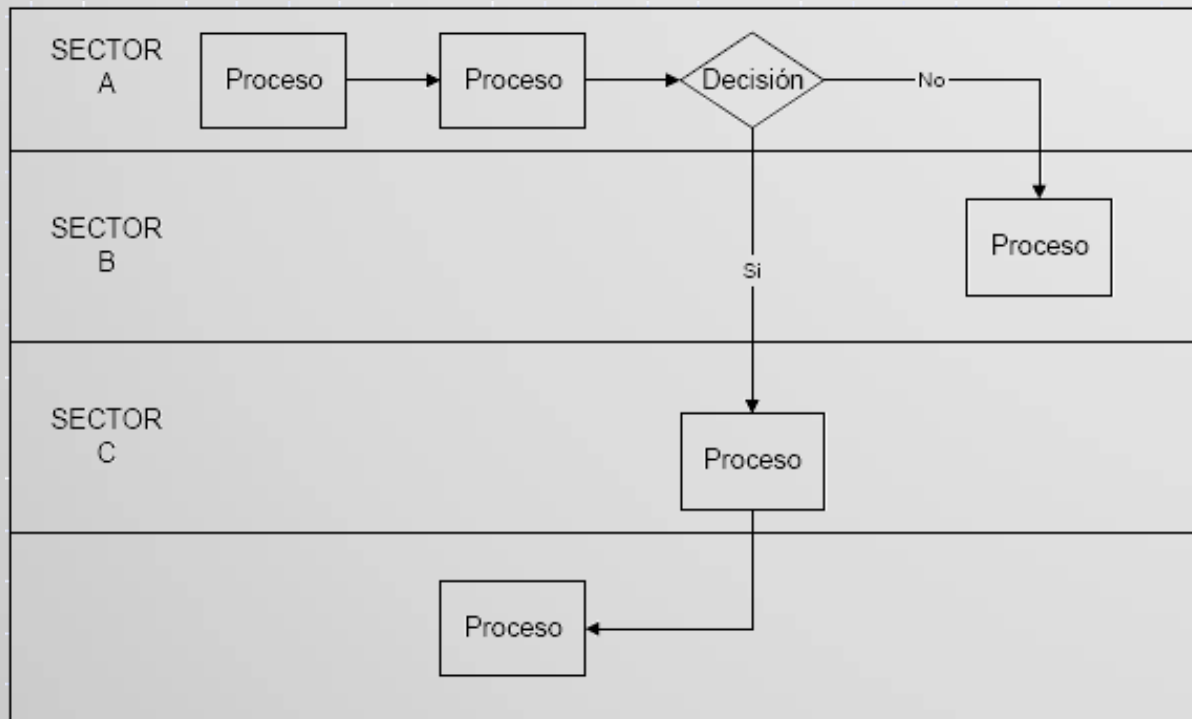 SECTOR
A
Proceso
Proceso
Decisión
No
SECTOR
B
Proceso
Si
SECTOR
C
Proceso
Proceso